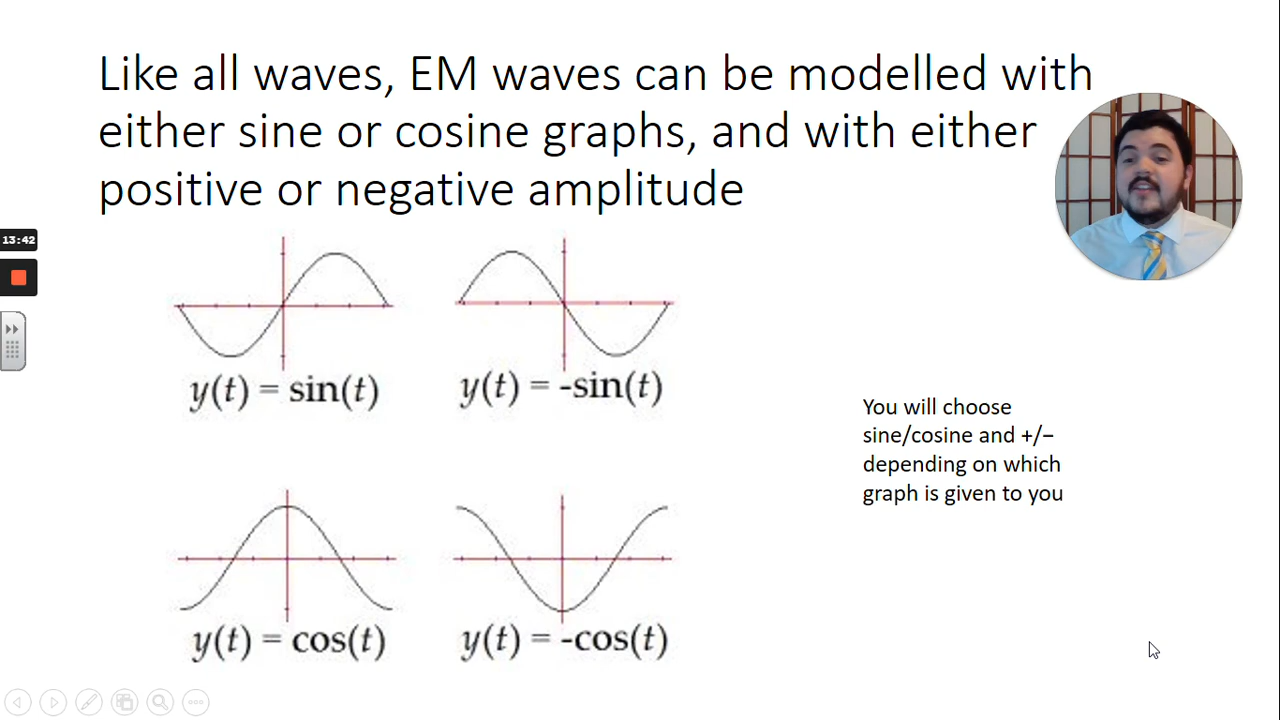 Like all waves, EM waves can be modelled with
either sine or cosine graphs, and with either
positive or negative amplitude
13:42
y(t) = sin(t)
y(t) = -sin(t)
You will choose
sine/cosine and +/−
depending on which
graph is given to you
y(t) = cos(t)
y(t) = -cos(t)